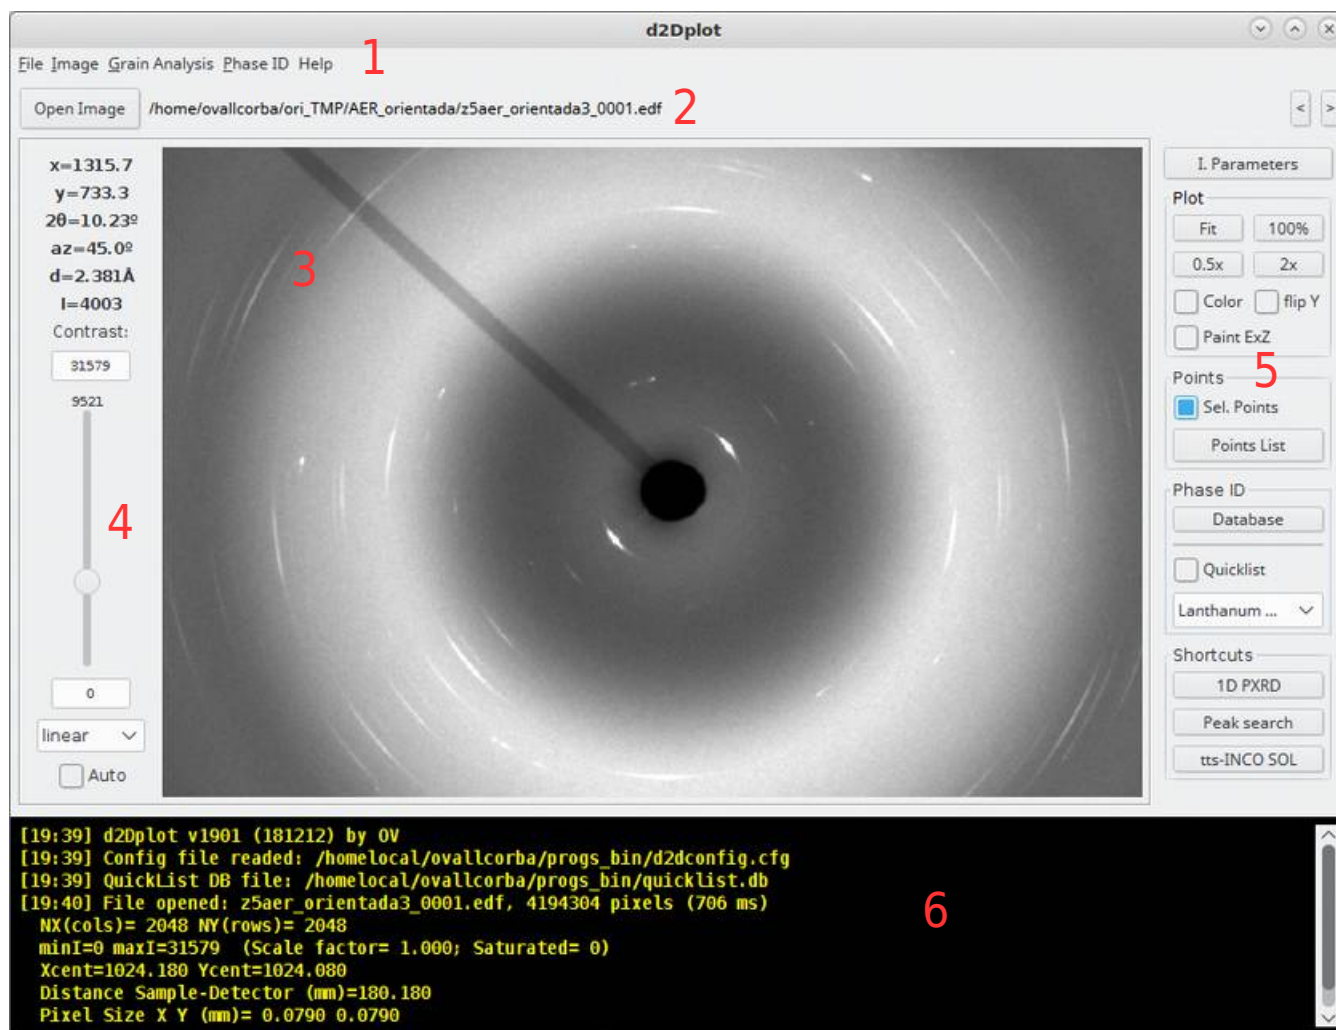 d2Dplot
File Image Grain Analysis Phase ID Help 1
Open Image /home/ovallcorba/ori_TMP/AER_orientada/z5aer_orientada3_0001.edf 2 < >
x=1315.7
y=733.3
2θ=10.23º
az=45.0º
d=2.381Å
I=4003
Contrast:
31579
9521
4
0
linear
Auto
3
I. Parameters
Plot
Fit 100%
0.5x 2x
Color flip Y
Paint ExZ
5
Points
Sel. Points
Points List
Phase ID
Database
Quicklist
Lanthanum ...
Shortcuts
1D PXRD
Peak search
tts-INCO SOL
[19:39] d2Dplot v1901 (181212) by OV
[19:39] Config file readed: /homelocal/ovallcorba/progs_bin/d2dconfig.cfg
[19:39] QuickList DB file: /homelocal/ovallcorba/progs_bin/quicklist.db
[19:40] File opened: z5aer_orientada3_0001.edf, 4194304 pixels (706 ms)
NX(cols)= 2048 NY(rows)= 2048
minI=0 maxI=31579 (Scale factor= 1.000; Saturated= 0)
Xcent=1024.180 Ycent=1024.080
Distance Sample-Detector (mm)=180.180
Pixel Size X Y (mm)= 0.0790 0.0790
6